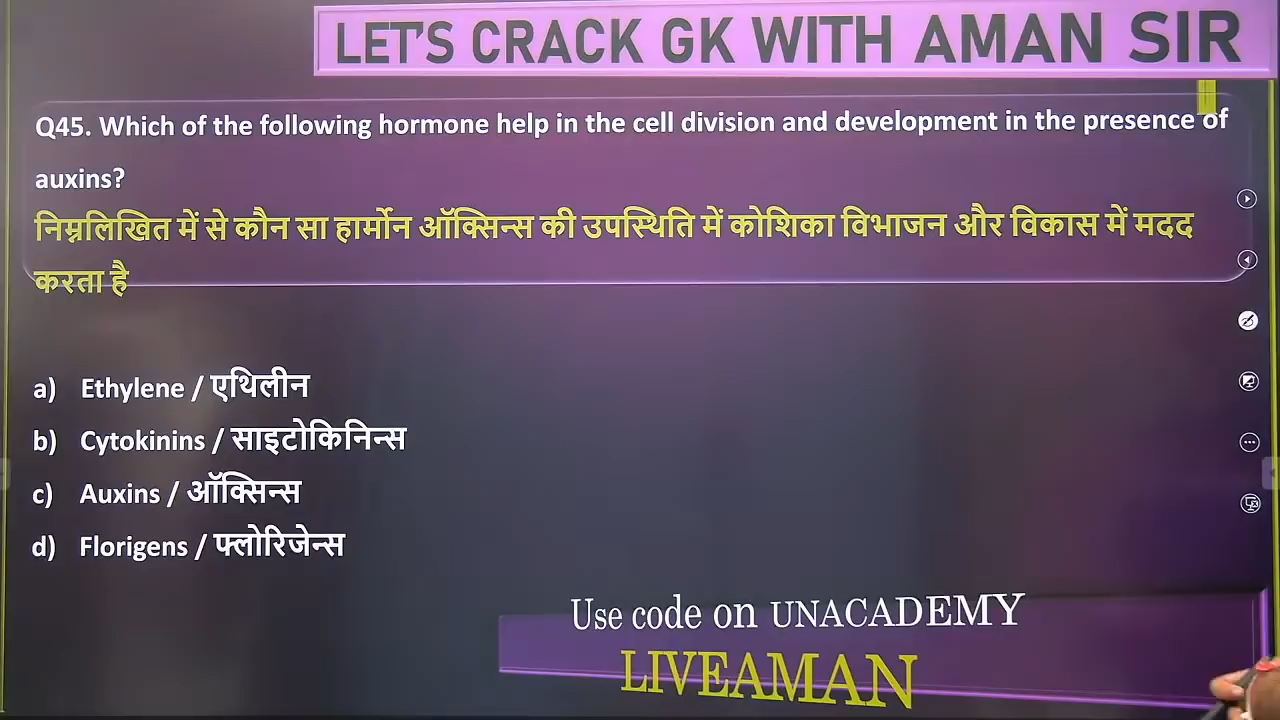 LET'S CRACK GK WITH AMAN SIR
Q45. Which of the following hormone help in the cell division and development in the presence of
auxins?
निम्नलिखित में से कौन सा हार्मोन ऑक्सिन्स की उपस्थिति में कोशिका विभाजन और विकास में मदद
करता है
a) Ethylene / एथिलीन
b) Cytokinins / साइटोकिनिन्स
c) Auxins / ऑक्सिन्स
d) Florigens / फ्लोरिजेन्स
Use code on UNACADEMY
LIVEAMAN